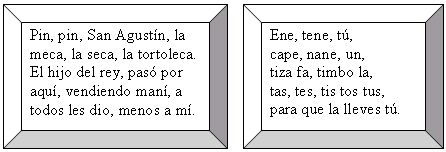 Pin, pin, San Agustín, la
meca, la seca, la tortoleca.
El hijo del rey, pasó por
aquí, vendiendo maní, a
todos les dio, menos a mí.
Ene, tene, tú,
cape, nane, un,
tiza fa, timbo la,
tas, tes, tis tos tus,
para que la lleves tú.